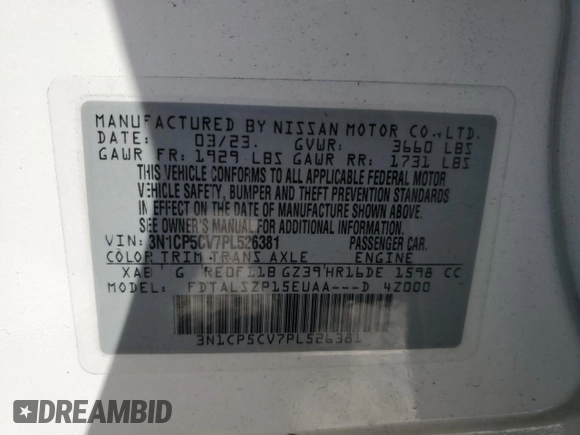 MANUFACTURED BY NISSAN MOTOR CO.,LTD.
DATE: 03/23. GVWR: 3660 LBS
GAWR FR: 1929 LBS GAWR RR: 1731 LBS
THIS VEHICLE CONFORMS TO ALL APPLICABLE FEDERAL MOTOR
VEHICLE SAFETY, BUMPER AND THEFT PREVENTION STANDARDS
IN EFFECT ON THE DATE OF MANUFACTURE SHOWN ABOVE.
SEE OWNER'S MANUAL FOR ADDITIONAL INFORMATION.
VIN: 3N1CP5CV7PL526381 PASSENGER CAR.
COLOR TRIM TRANS AXLE ENGINE
XAB G RE0F11B GZ39 HR16DE 1598 CC
MODEL: FDTALSZP15EUAA---D 4Z000
3N1CP5CV7PL526381
DREAMBID